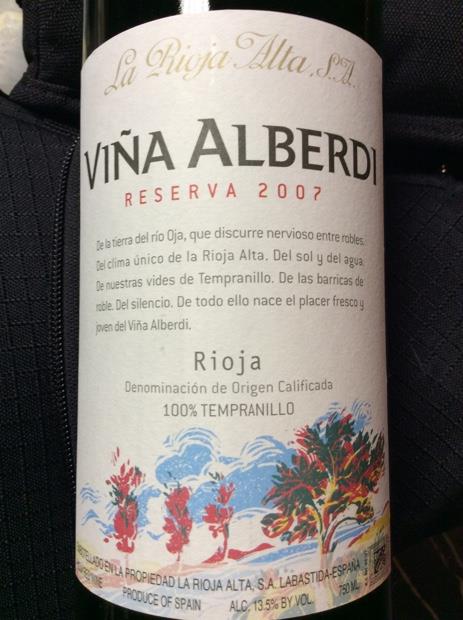 La Rioja Alta, S.A.
VIÑA ALBERDI
RESERVA 2007
De la tierra del río Oja, que discurre nervioso entre robles.
Del clima único de la Rioja Alta. Del sol y del agua.
De nuestras vides de Tempranillo. De las barricas de
roble. Del silencio. De todo ello nace el placer fresco y
joven del Viña Alberdi.
Rioja
Denominación de Origen Calificada
100% TEMPRANILLO
EN LA PROPIEDAD LA RIOJA ALTA, S.A. LABASTIDA-ESPAÑA
WINE PRODUCE OF SPAIN ALC. 13.5% BY VOL. 750 ML